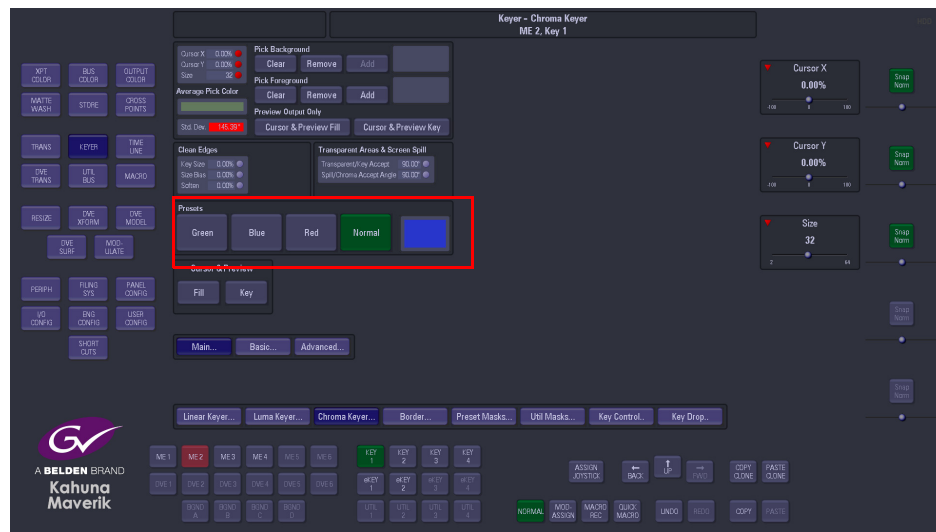 Keyer - Chroma Keyer
ME 2, Key 1
Cursor X 0.00%
Cursor Y 0.00%
Size 32
Pick Background
Clear Remove Add
Pick Foreground
Average Pick Color
Clear Remove Add
Preview Output Only
Std. Dev. 145.39°
Cursor & Preview Fill Cursor & Preview Key
XPT COLOR
BUS COLOR
OUTPUT COLOR
MATTE WASH
STORE
CROSS POINTS
TRANS
KEYER
TIME LINE
DVE TRANS
UTIL BUS
MACRO
RESIZE
DVE XFORM
DVE MODEL
DVE SURF
MOD- ULATE
PERIPH
FILING SYS
PANEL CONFIG
I/O CONFIG
ENG CONFIG
USER CONFIG
SHORT CUTS
Clean Edges
Key Size 0.00%
Size Bias 0.00%
Soften 0.00%
Transparent Areas & Screen Spill
Transparent/Key Accept 90.00°
Spill/Chroma Accept Angle 90.00°
Presets
Green Blue Red Normal
Cursor & Preview
Fill Key
Main... Basic... Advanced...
Cursor X
0.00%
-100 0 100
Snap Norm
Cursor Y
0.00%
-100 0 100
Snap Norm
Size
32
2 64
Snap Norm
Snap Norm
Snap Norm
Linear Keyer... Luma Keyer... Chroma Keyer... Border... Preset Masks... Util Masks... Key Control.. Key Drop..
GV
A BELDEN BRAND
Kahuna
Maverik
ME 1 ME 2 ME 3 ME 4 ME 5 ME 6
DVE 1 DVE 2 DVE 3 DVE 4 DVE 5 DVE 6
BGND A
BGND B
BGND C
BGND D
KEY 1
KEY 2
KEY 3
KEY 4
eKEY 1
eKEY 2
eKEY 3
eKEY 4
UTIL 1
UTIL 2
UTIL 3
UTIL 4
ASSIGN JOYSTICK
← BACK
↑ UP
→ FWD
COPY CLONE
PASTE CLONE
NORMAL
MOD- ASSIGN
MACRO REC
QUICK MACRO
UNDO
REDO
COPY
PASTE